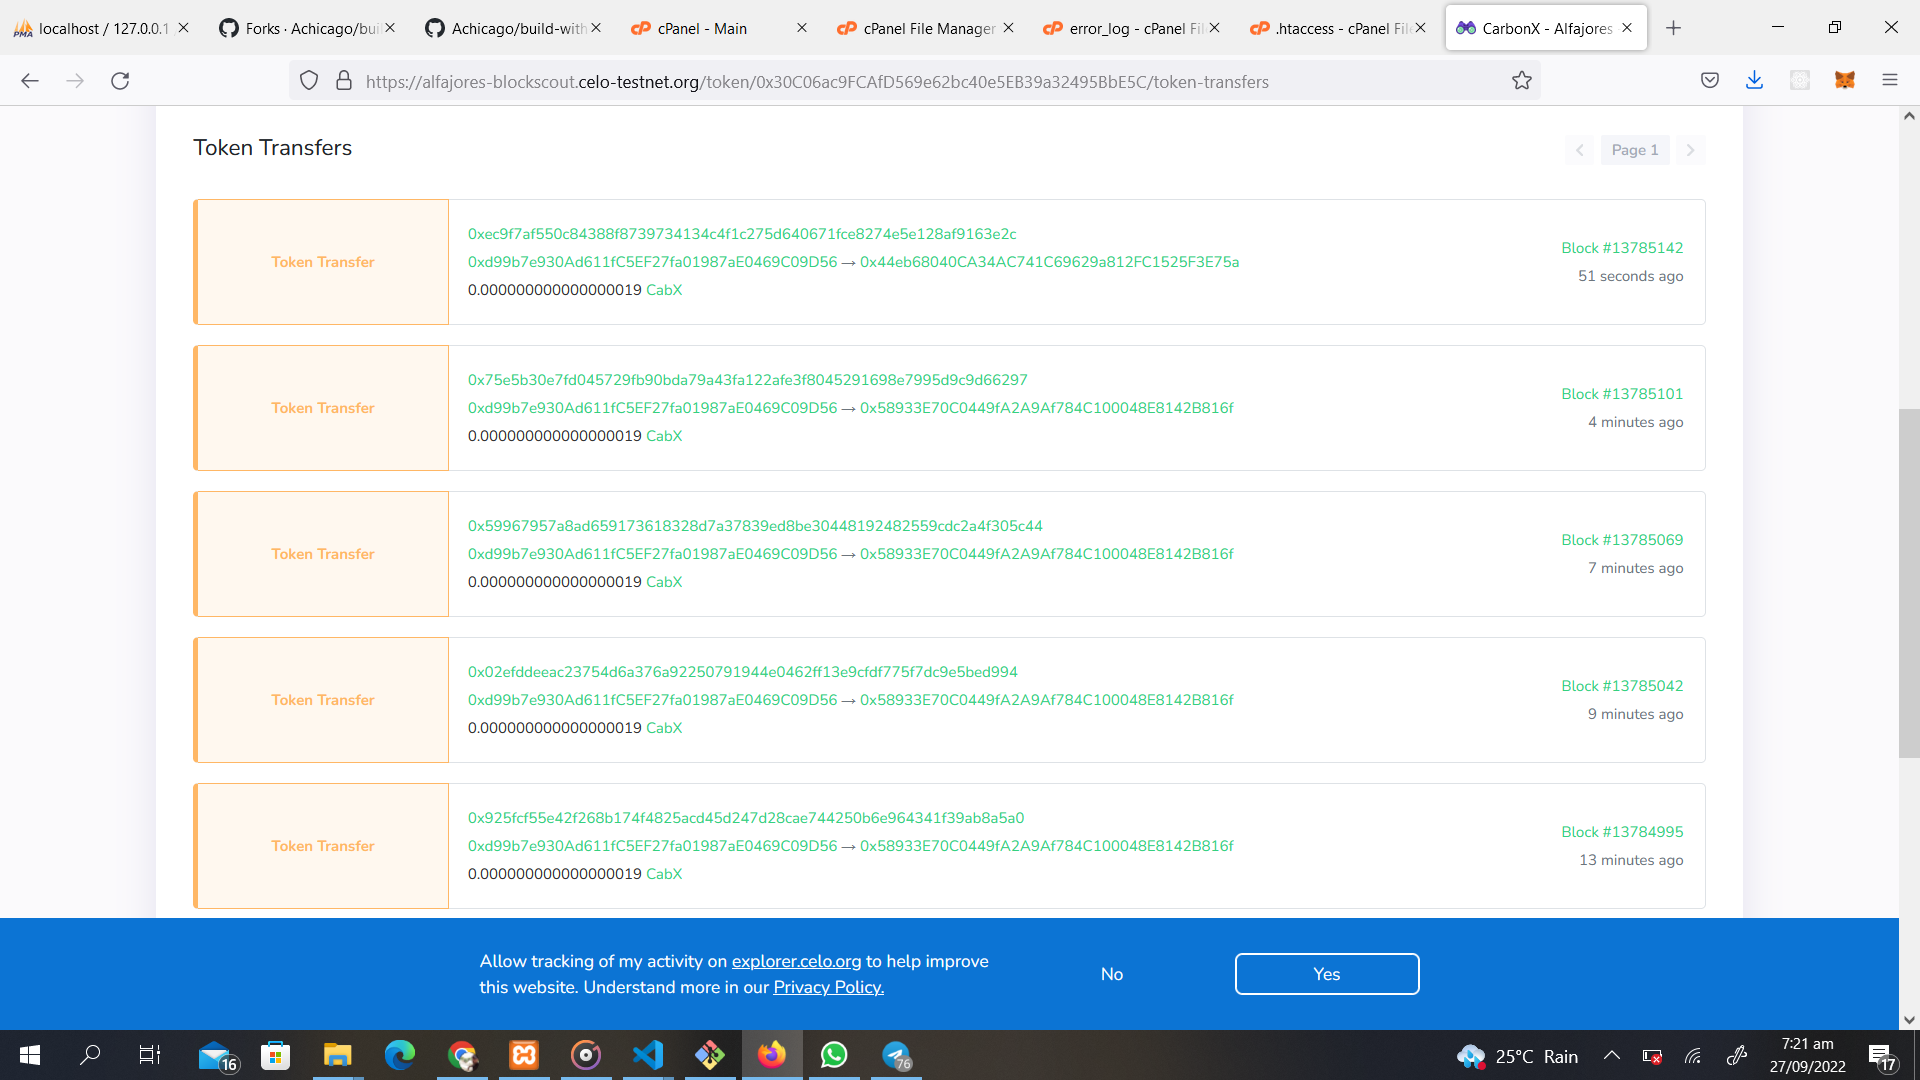 localhost / 127.0.0.1
Forks · Achicago/buil
Achicago/build-with
cPanel - Main
cPanel File Manager
error_log - cPanel Fil
.htaccess - cPanel File
CarbonX - Alfajores
https://alfajores-blockscout.celo-testnet.org/token/0x30C06ac9FCAfD569e62bc40e5EB39a32495BbE5C/token-transfers
Token Transfers
Page 1
Token Transfer
0xec9f7af550c84388f8739734134c4f1c275d640671fce8274e5e128af9163e2c
0xd99b7e930Ad611fC5EF27fa01987aE0469C09D56 → 0x44eb68040CA34AC741C69629a812FC1525F3E75a
0.000000000000000019 CabX
Block #13785142
51 seconds ago
Token Transfer
0x75e5b30e7fd045729fb90bda79a43fa122afe3f8045291698e7995d9c9d66297
0xd99b7e930Ad611fC5EF27fa01987aE0469C09D56 → 0x58933E70C0449fA2A9Af784C100048E8142B816f
0.000000000000000019 CabX
Block #13785101
4 minutes ago
Token Transfer
0x59967957a8ad659173618328d7a37839ed8be30448192482559cdc2a4f305c44
0xd99b7e930Ad611fC5EF27fa01987aE0469C09D56 → 0x58933E70C0449fA2A9Af784C100048E8142B816f
0.000000000000000019 CabX
Block #13785069
7 minutes ago
Token Transfer
0x02efddeeac23754d6a376a92250791944e0462ff13e9cfdf775f7dc9e5bed994
0xd99b7e930Ad611fC5EF27fa01987aE0469C09D56 → 0x58933E70C0449fA2A9Af784C100048E8142B816f
0.000000000000000019 CabX
Block #13785042
9 minutes ago
Token Transfer
0x925fcf55e42f268b174f4825acd45d247d28cae744250b6e964341f39ab8a5a0
0xd99b7e930Ad611fC5EF27fa01987aE0469C09D56 → 0x58933E70C0449fA2A9Af784C100048E8142B816f
0.000000000000000019 CabX
Block #13784995
13 minutes ago
Allow tracking of my activity on explorer.celo.org to help improve
this website. Understand more in our Privacy Policy.
No
Yes
16
76
25°C Rain
7:21 am
27/09/2022
17